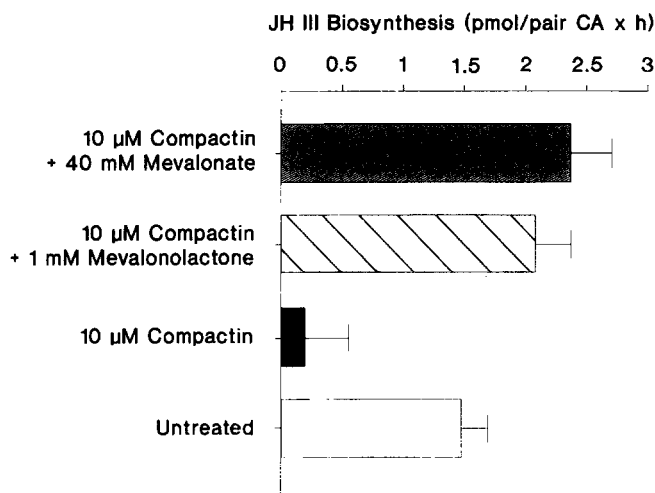 JH III Biosynthesis (pmol/pair CA x h)
0 0.5 1 1.5 2 2.5 3
10 µM Compactin
+ 40 mM Mevalonate
10 µM Compactin
+ 1 mM Mevalonolactone
10 µM Compactin
Untreated